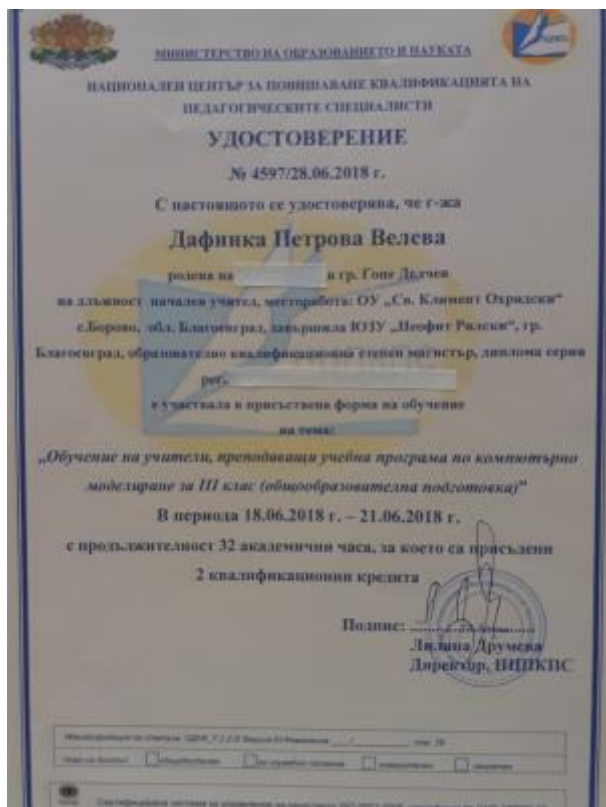 МИНИСТЕРСТВО НА ОБРАЗОВАНИЕТО И НАУКАТА
НАЦИОНАЛЕН ЦЕНТЪР ЗА ПОВИШАВАНЕ КВАЛИФИКАЦИЯТА НА
ПЕДАГОГИЧЕСКИТЕ СПЕЦИАЛИСТИ
УДОСТОВЕРЕНИЕ
№ 4597/28.06.2018 г.
С настоящото се удостоверява, че г-жа
Дафинка Петрова Велева
родена на в гр. Гоце Делчев
на длъжност начален учител, месторабота: ОУ „Св. Климент Охридски“
с.Борово, обл. Благоевград, завършила ЮЗУ „Неофит Рилски“, гр.
Благоевград, образователно квалификационна степен магистър, диплома серия
рег.
е участвала в присъствена форма на обучение
на тема:
„Обучение на учители, преподаващи учебна програма по компютърно
моделиране за III клас (общообразователна подготовка)“
В периода 18.06.2018 г. – 21.06.2018 г.
с продължителност 32 академични часа, за което са присъдени
2 квалификационни кредита
Подпис:
Лиляна Друмева
Директор, НЦПКПС